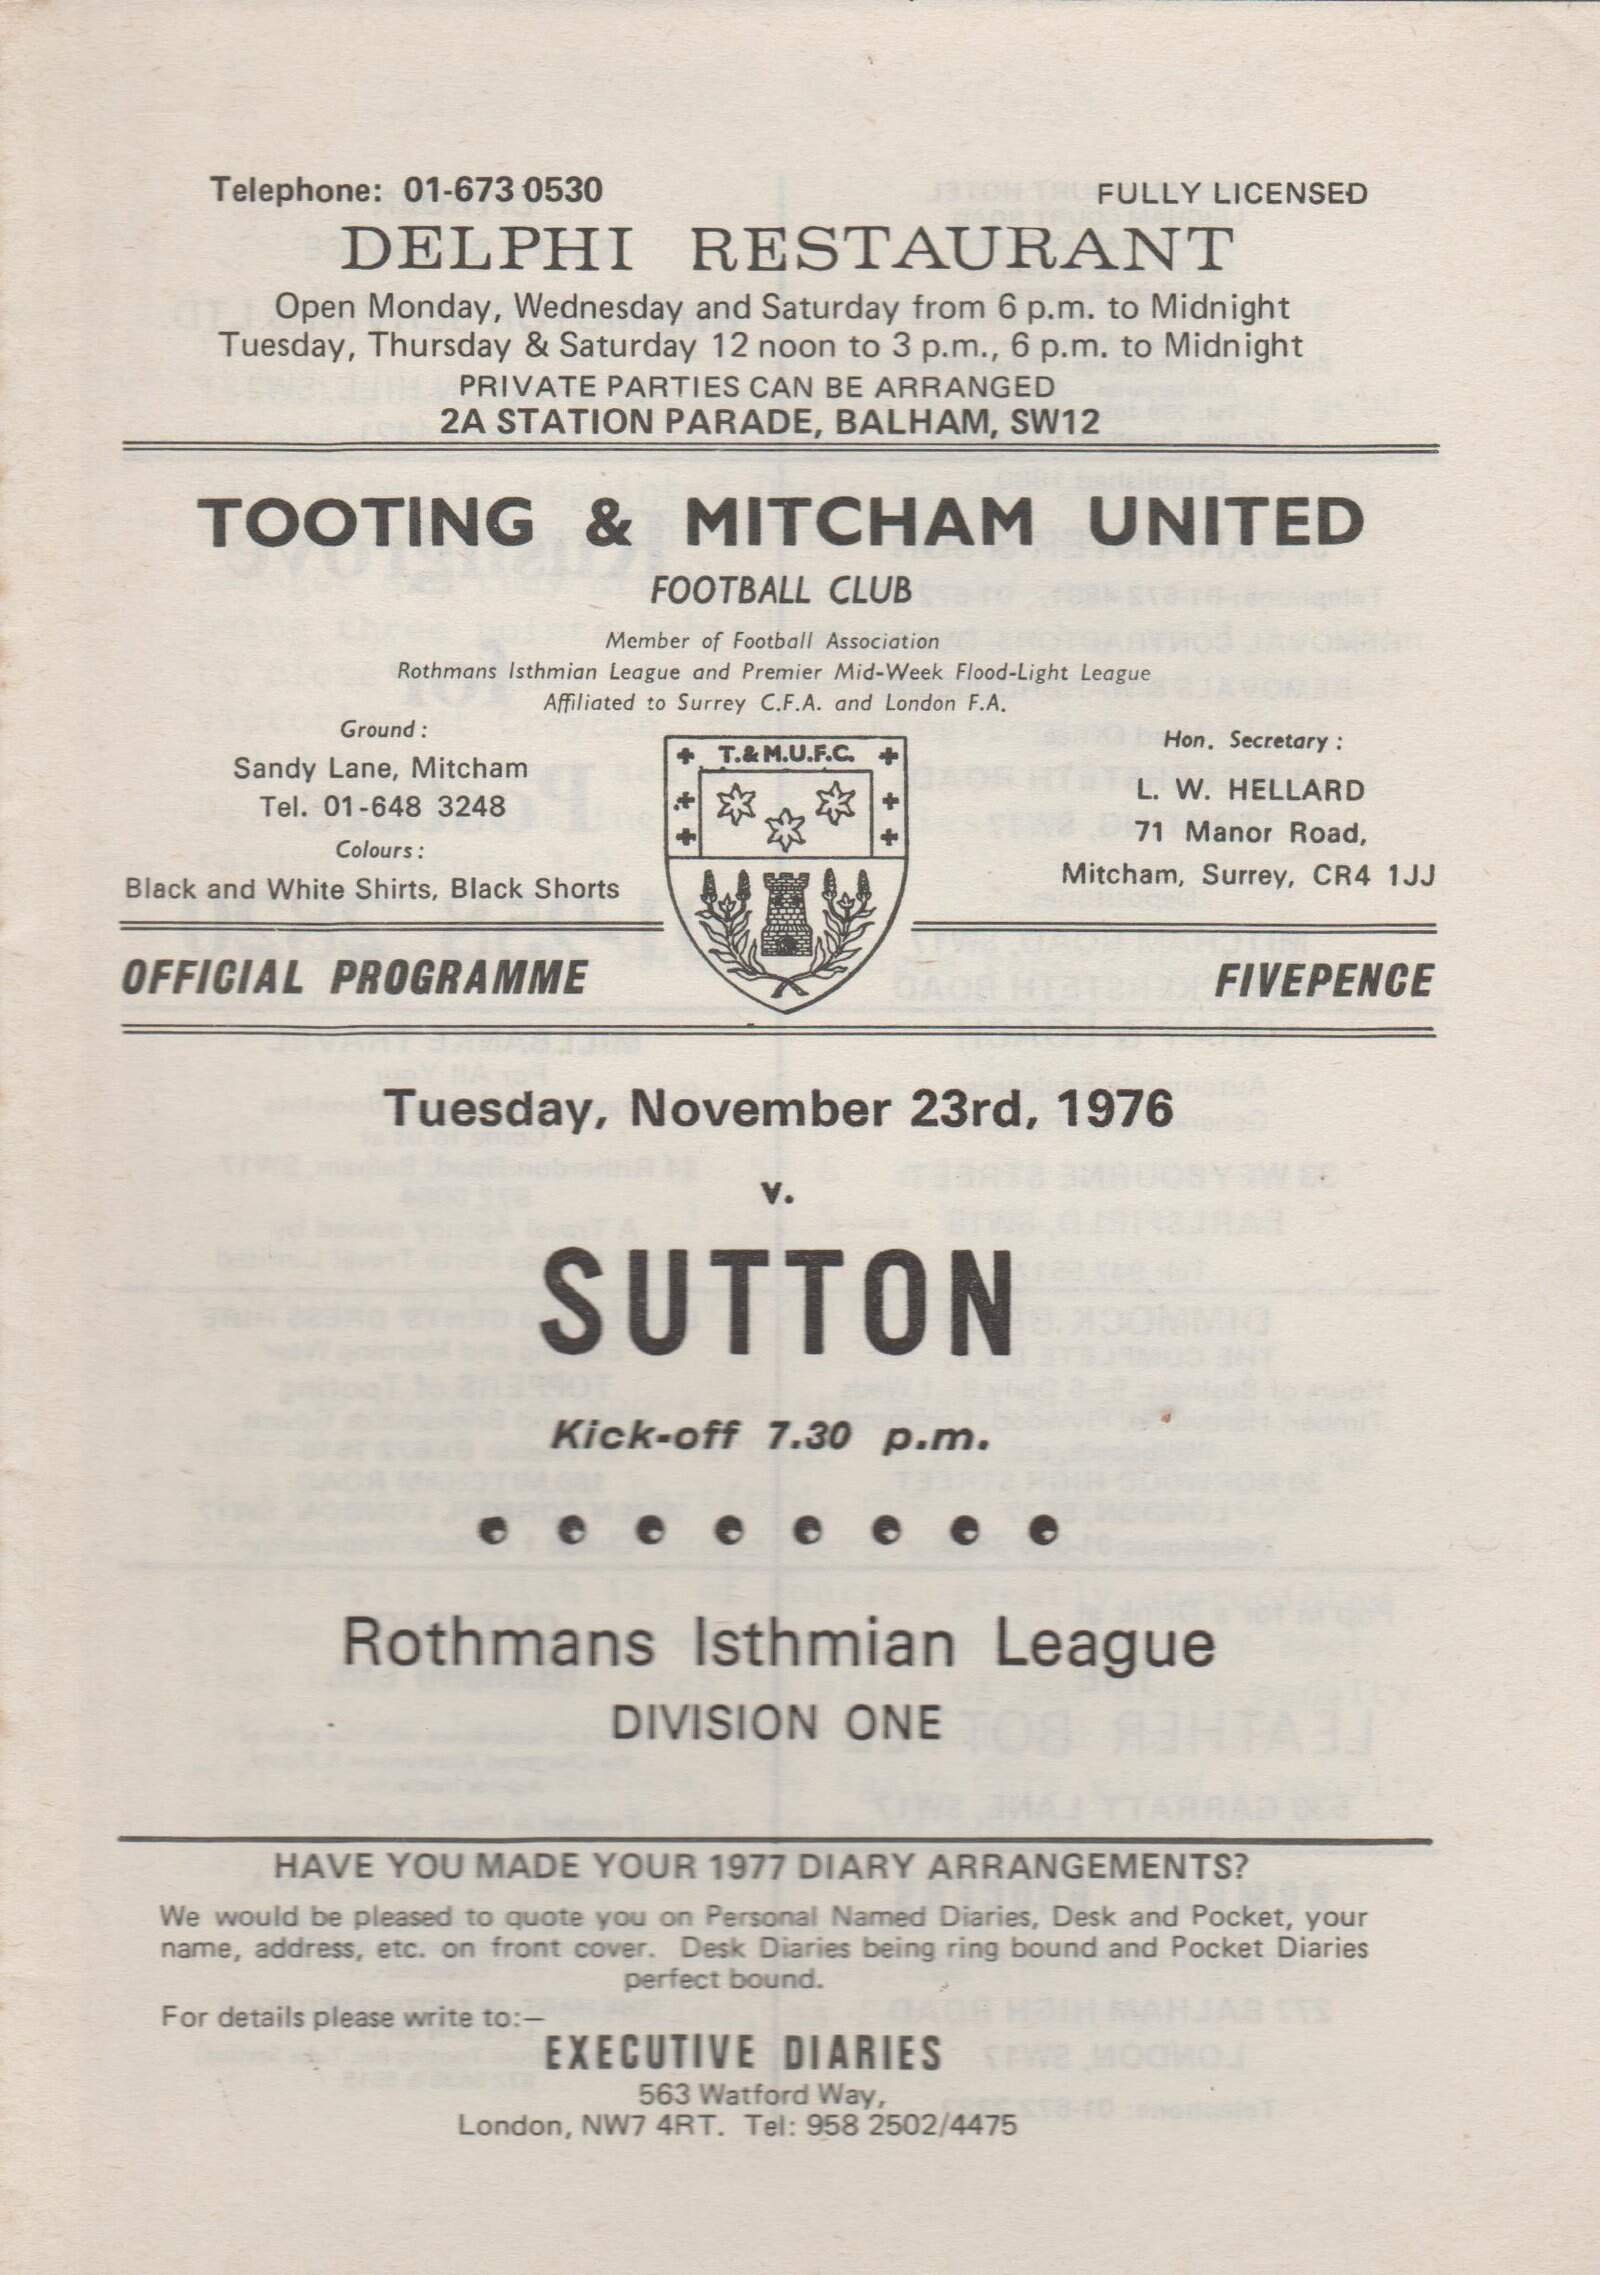 Telephone: 01-673 0530
FULLY LICENSED
DELPHI RESTAURANT
Open Monday, Wednesday and Saturday from 6 p.m. to Midnight
Tuesday, Thursday & Saturday 12 noon to 3 p.m., 6 p.m. to Midnight
PRIVATE PARTIES CAN BE ARRANGED
2A STATION PARADE, BALHAM, SW12
TOOTING & MITCHAM UNITED
FOOTBALL CLUB
Member of Football Association
Rothmans Isthmian League and Premier Mid-Week Flood-Light League
Affiliated to Surrey C.F.A. and London F.A.
Ground :
Sandy Lane, Mitcham
Tel. 01-648 3248
Colours :
Black and White Shirts, Black Shorts
T.& M.U.F.C.
Hon. Secretary :
L. W. HELLARD
71 Manor Road,
Mitcham, Surrey, CR4 1JJ
OFFICIAL PROGRAMME
FIVEPENCE
Tuesday, November 23rd, 1976
v.
SUTTON
Kick-off 7.30 p.m.
Rothmans Isthmian League
DIVISION ONE
HAVE YOU MADE YOUR 1977 DIARY ARRANGEMENTS?
We would be pleased to quote you on Personal Named Diaries, Desk and Pocket, your
name, address, etc. on front cover. Desk Diaries being ring bound and Pocket Diaries
perfect bound.
For details please write to:—
EXECUTIVE DIARIES
563 Watford Way,
London, NW7 4RT. Tel: 958 2502/4475